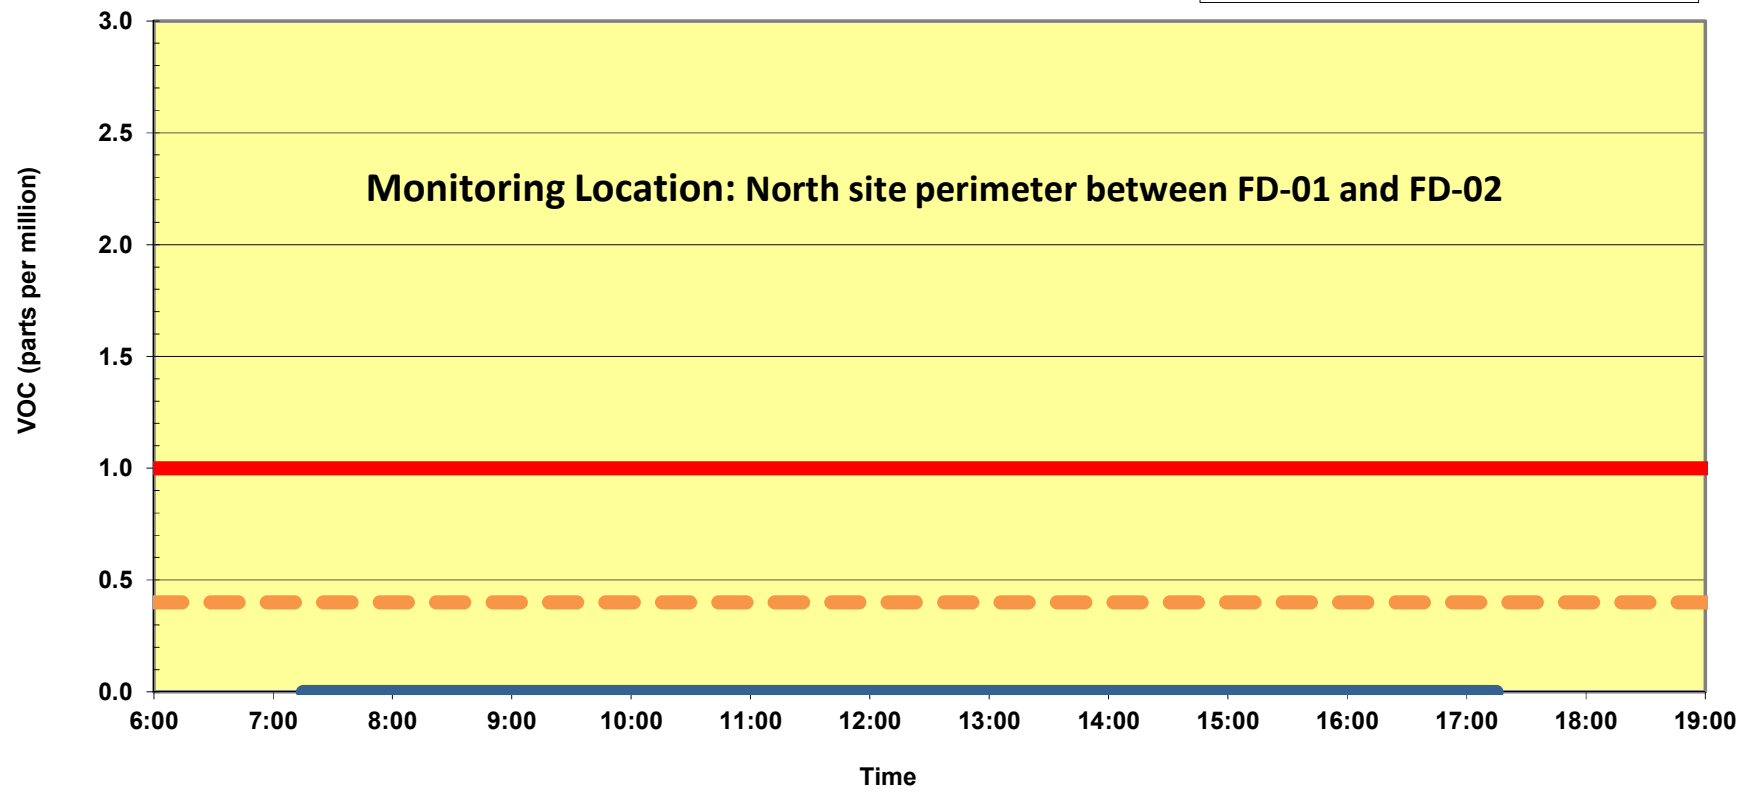 3.0
2.5
Monitoring Location: North site perimeter between FD-01 and FD-02
2.0
VOC (parts per million)
1.5
1.0
0.5
0.0
6:00 7:00 8:00 9:00 10:00 11:00 12:00 13:00 14:00 15:00 16:00 17:00 18:00 19:00
Time